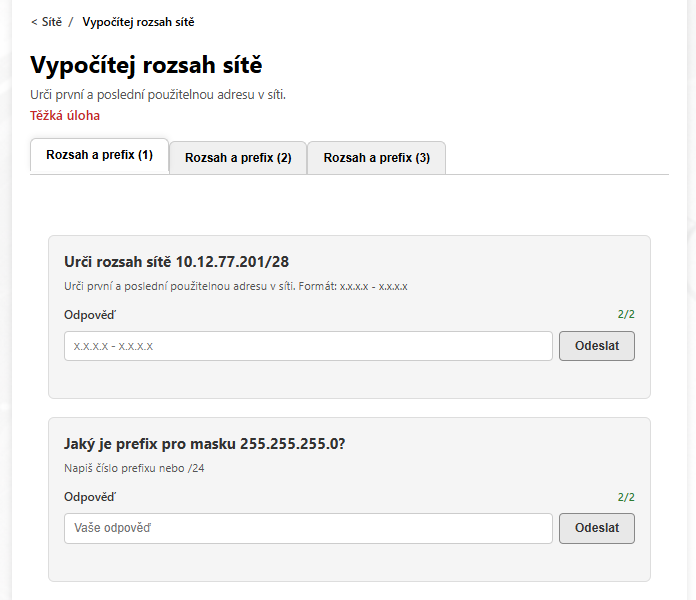 < Sítě / Vypočítej rozsah sítě
Vypočítej rozsah sítě
Urči první a poslední použitelnou adresu v síti.
Těžká úloha
Rozsah a prefix (1)
Rozsah a prefix (2)
Rozsah a prefix (3)
Urči rozsah sítě 10.12.77.201/28
Urči první a poslední použitelnou adresu v síti. Formát: x.x.x.x - x.x.x.x
Odpověď
2/2
x.x.x.x - x.x.x.x
Odeslat
Jaký je prefix pro masku 255.255.255.0?
Napiš číslo prefixu nebo /24
Odpověď
2/2
Vaše odpověď
Odeslat